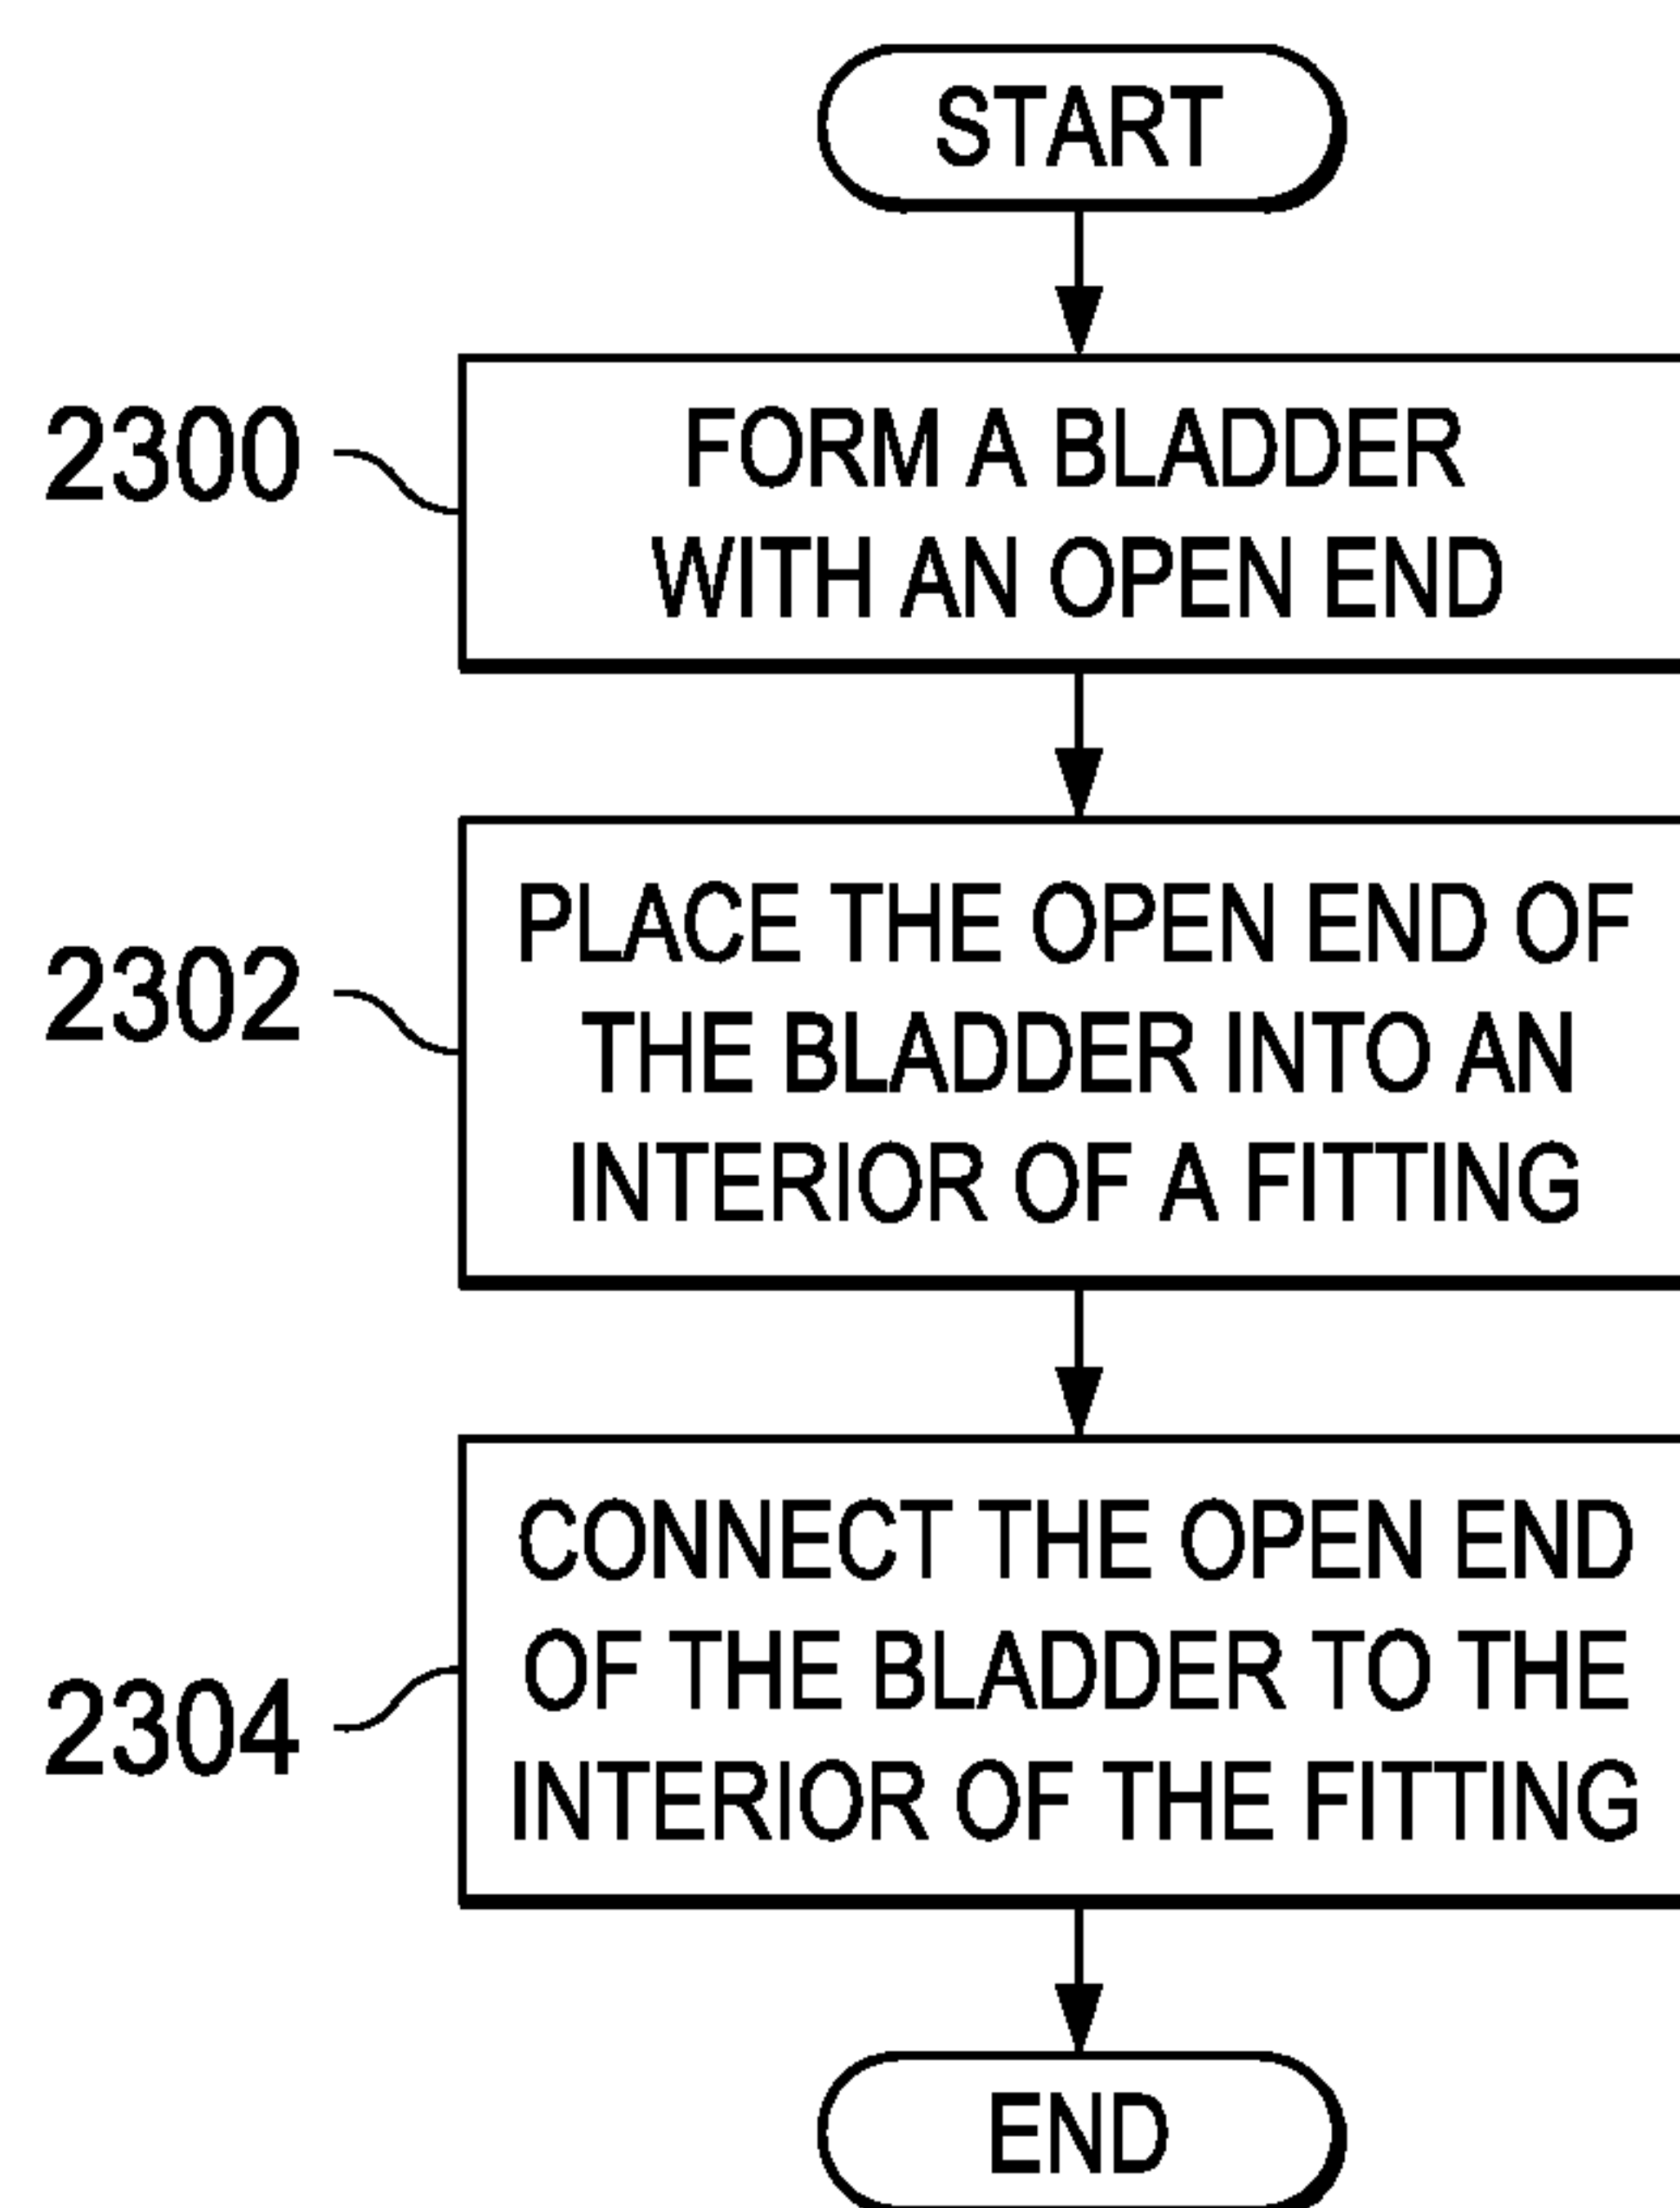 START
2300
FORM A BLADDER
WITH AN OPEN END
2302
PLACE THE OPEN END OF
THE BLADDER INTO AN
INTERIOR OF A FITTING
2304
CONNECT THE OPEN END
OF THE BLADDER TO THE
INTERIOR OF THE FITTING
END